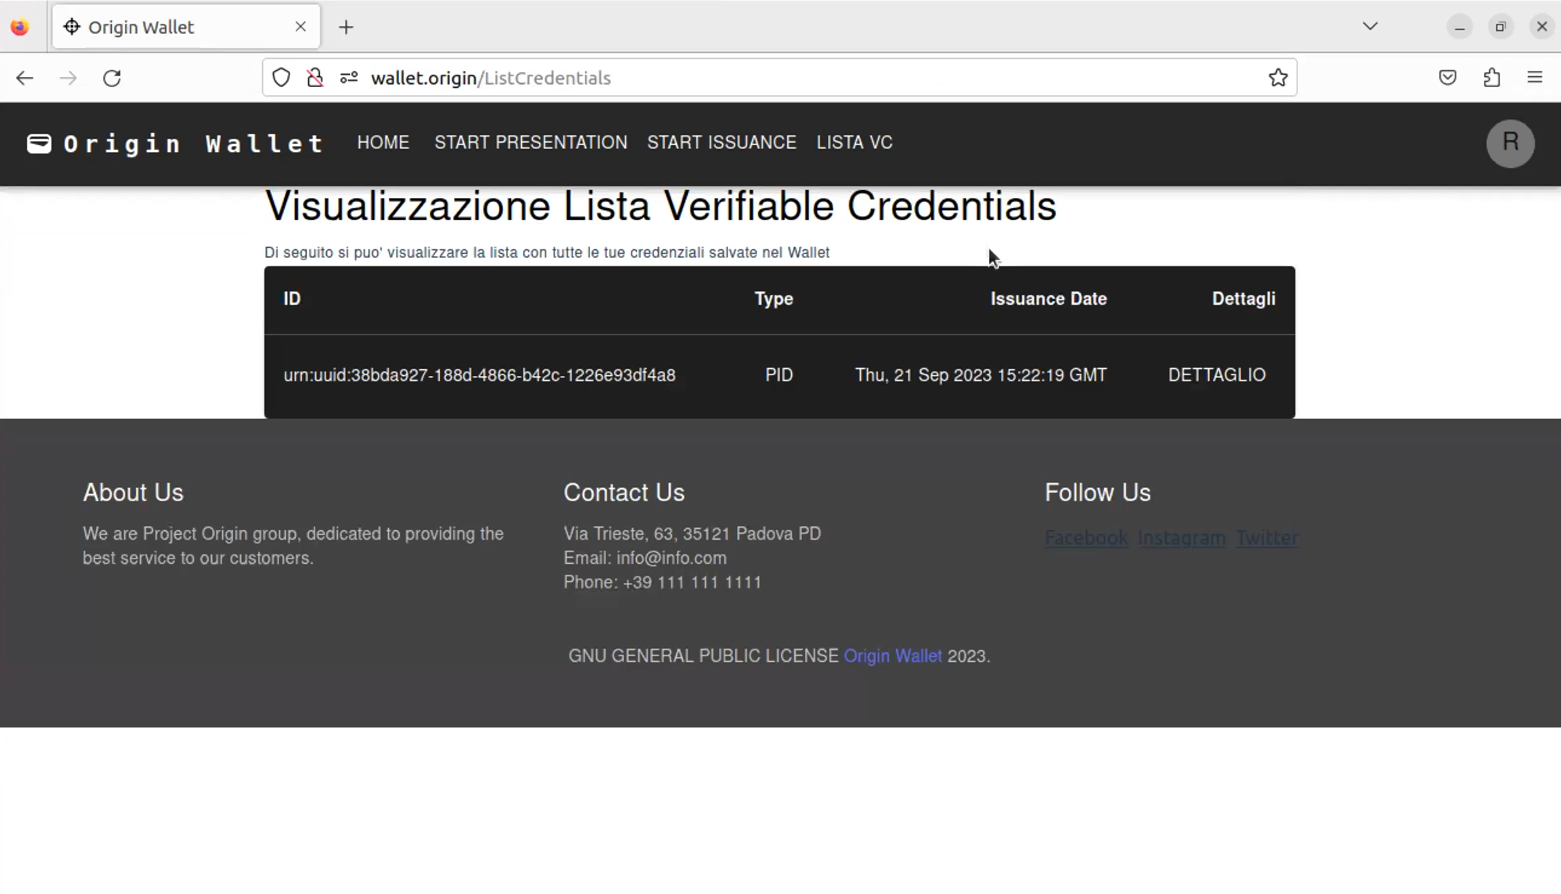 Origin Wallet
wallet.origin/ListCredentials
Origin Wallet HOME START PRESENTATION START ISSUANCE LISTA VC R
Visualizzazione Lista Verifiable Credentials
Di seguito si puo' visualizzare la lista con tutte le tue credenziali salvate nel Wallet
ID Type Issuance Date Dettagli
urn:uuid:38bda927-188d-4866-b42c-1226e93df4a8 PID Thu, 21 Sep 2023 15:22:19 GMT DETTAGLIO
About Us
We are Project Origin group, dedicated to providing the
best service to our customers.
Contact Us
Via Trieste, 63, 35121 Padova PD
Email: info@info.com
Phone: +39 111 111 1111
Follow Us
Facebook Instagram Twitter
GNU GENERAL PUBLIC LICENSE Origin Wallet 2023.